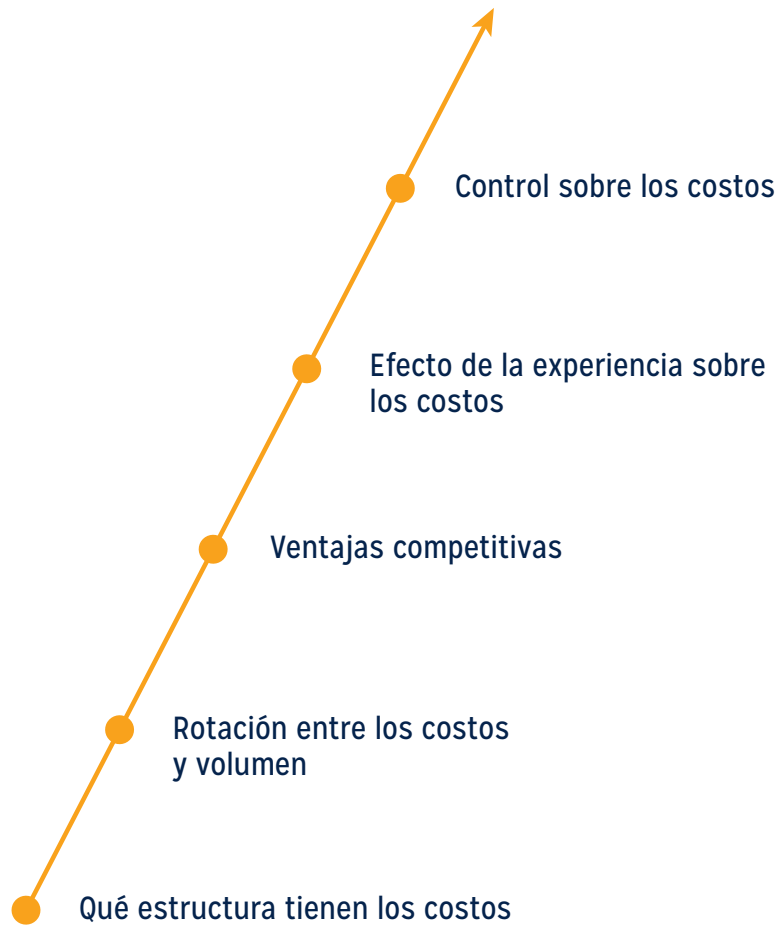 Control sobre los costos
Efecto de la experiencia sobre
los costos
Ventajas competitivas
Rotación entre los costos
y volumen
Qué estructura tienen los costos